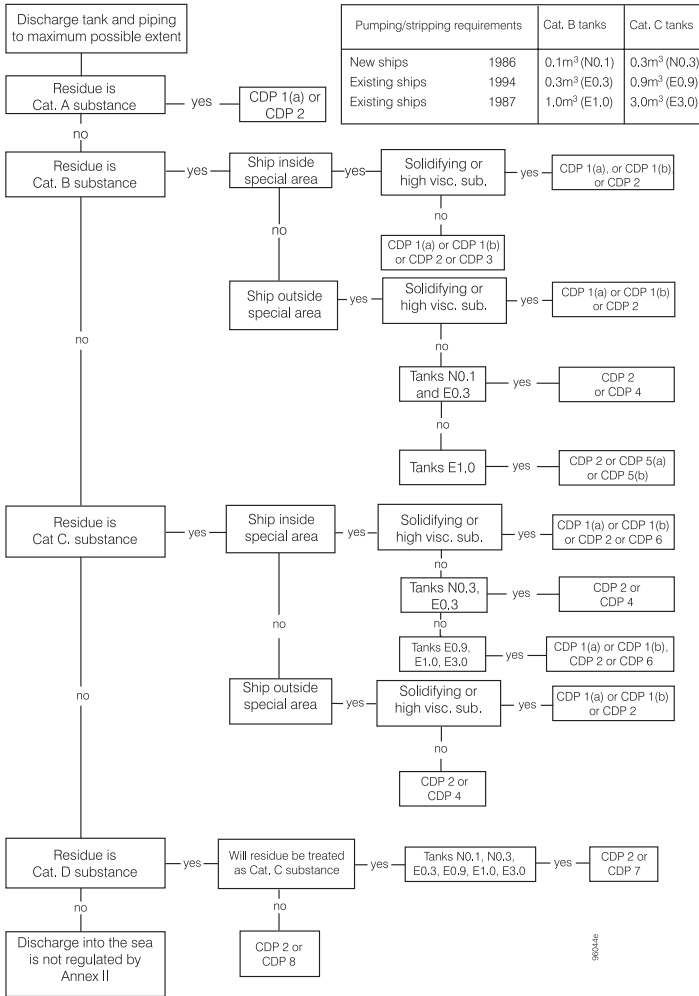 Discharge tank and piping
to maximum possible extent
Pumping/stripping requirements Cat. B tanks Cat. C tanks
New ships 1986 0.1m³ (N0.1) 0.3m³ (N0.3)
Existing ships 1994 0.3m³ (E0.3) 0.9m³ (E0.9)
Existing ships 1987 1.0m³ (E1.0) 3.0m³ (E3.0)
Residue is
Cat. A substance
yes
CDP 1(a) or
CDP 2
no
Residue is
Cat. B substance
yes
Ship inside
special area
yes
Solidifying or
high visc. sub.
yes
CDP 1(a), or CDP 1(b),
or CDP 2
no
CDP 1(a) or CDP 1(b)
or CDP 2 or CDP 3
no
Ship outside
special area
yes
Solidifying or
high visc. sub.
yes
CDP 1(a) or CDP 1(b)
or CDP 2
no
Tanks N0.1
and E0.3
yes
CDP 2
or CDP 4
no
Tanks E1.0
yes
CDP 2 or CDP 5(a)
or CDP 5(b)
no
Residue is
Cat C. substance
yes
Ship inside
special area
yes
Solidifying or
high visc. sub.
yes
CDP 1(a) or CDP 1(b)
or CDP 2 or CDP 6
no
Tanks N0.3,
E0.3
yes
CDP 2 or
CDP 4
no
Tanks E0.9,
E1.0, E3.0
yes
CDP 1(a) or CDP 1(b),
CDP 2 or CDP 6
no
Ship outside
special area
yes
Solidifying or
high visc. sub.
yes
CDP 1(a) or CDP 1(b)
or CDP 2
no
CDP 2 or
CDP 4
no
Residue is
Cat. D substance
yes
Will residue be treated
as Cat. C substance
yes
Tanks N0.1, N0.3,
E0.3, E0.9, E1.0, E3.0
yes
CDP 2 or
CDP 7
no
Discharge into the sea
is not regulated by
Annex II
no
CDP 2 or
CDP 8
96044e